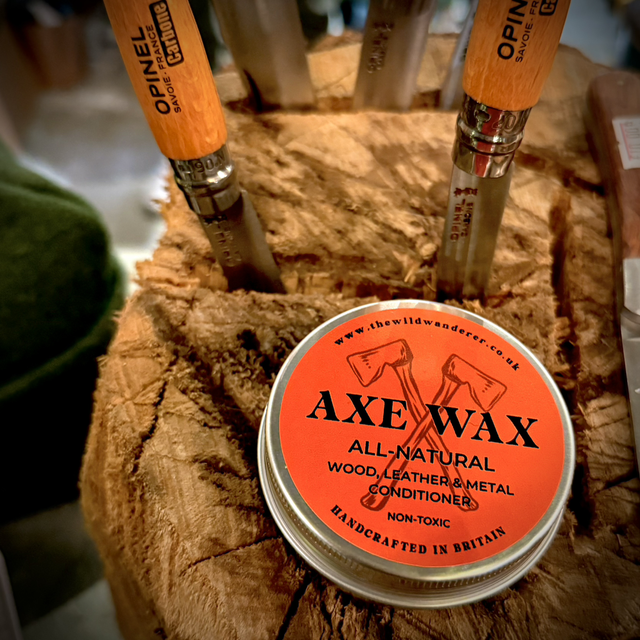 OPINEL
SAVOIE · FRANCE
Carbone
OPINEL
SAVOIE
www.thewildwanderer.co.uk
AXE WAX
ALL-NATURAL
WOOD, LEATHER & METAL
CONDITIONER
NON-TOXIC
HANDCRAFTED IN BRITAIN